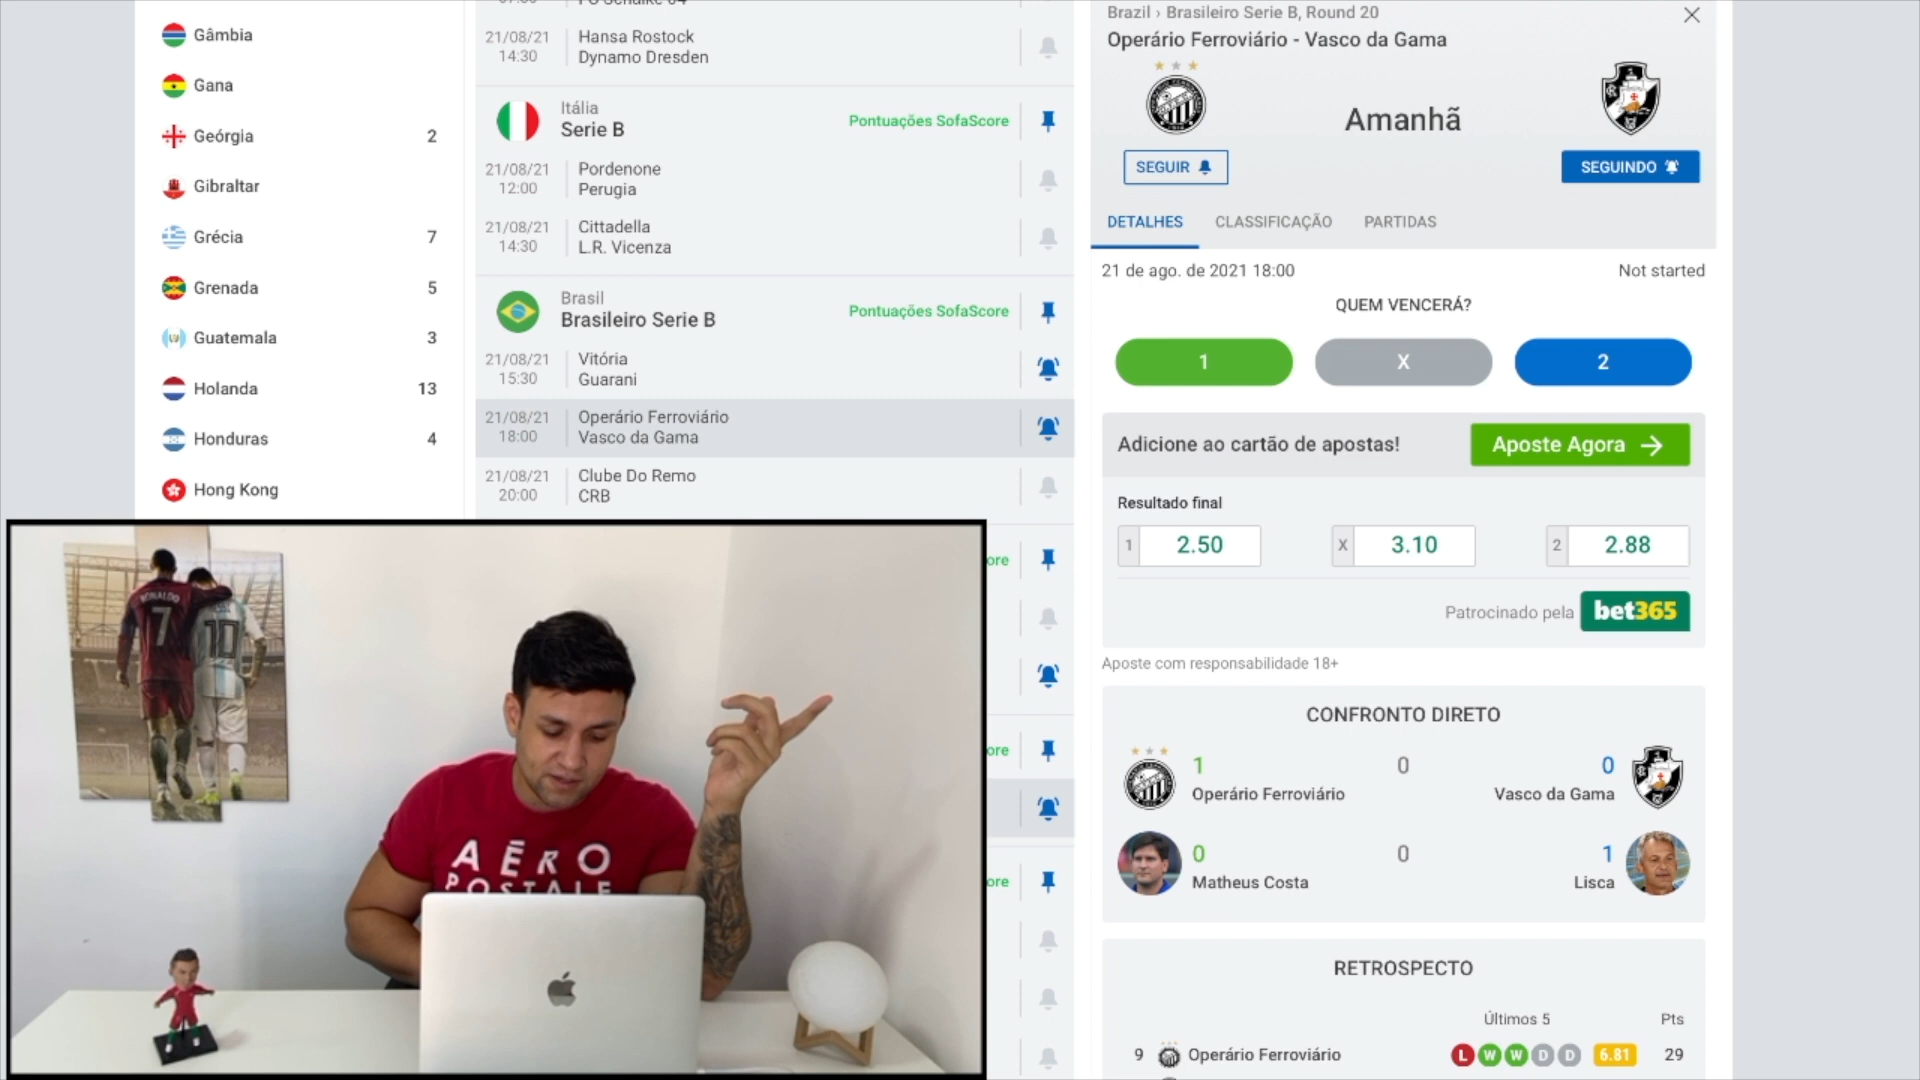 Gâmbia
Gana
Geórgia 2
Gibraltar
Grécia 7
Grenada 5
Guatemala 3
Holanda 13
Honduras 4
Hong Kong
21/08/21 Hansa Rostock
14:30 Dynamo Dresden
Itália
Serie B Pontuações SofaScore
21/08/21 Pordenone
12:00 Perugia
21/08/21 Cittadella
14:30 L.R. Vicenza
Brasil
Brasileiro Serie B Pontuações SofaScore
21/08/21 Vitória
15:30 Guarani
21/08/21 Operário Ferroviário
18:00 Vasco da Gama
21/08/21 Clube Do Remo
20:00 CRB
ore
ore
ore
Brazil › Brasileiro Serie B, Round 20
Operário Ferroviário - Vasco da Gama
Amanhã
SEGUIR
SEGUINDO
DETALHES CLASSIFICAÇÃO PARTIDAS
21 de ago. de 2021 18:00 Not started
QUEM VENCERÁ?
1 X 2
Adicione ao cartão de apostas! Aposte Agora
Resultado final
1 2.50 X 3.10 2 2.88
Patrocinado pela bet365
Aposte com responsabilidade 18+
CONFRONTO DIRETO
1 0 0
Operário Ferroviário Vasco da Gama
0 0 1
Matheus Costa Lisca
RETROSPECTO
Últimos 5 Pts
9 Operário Ferroviário L W W D D 6.81 29
RONALDO
7
10
AÉRO
POSTALE